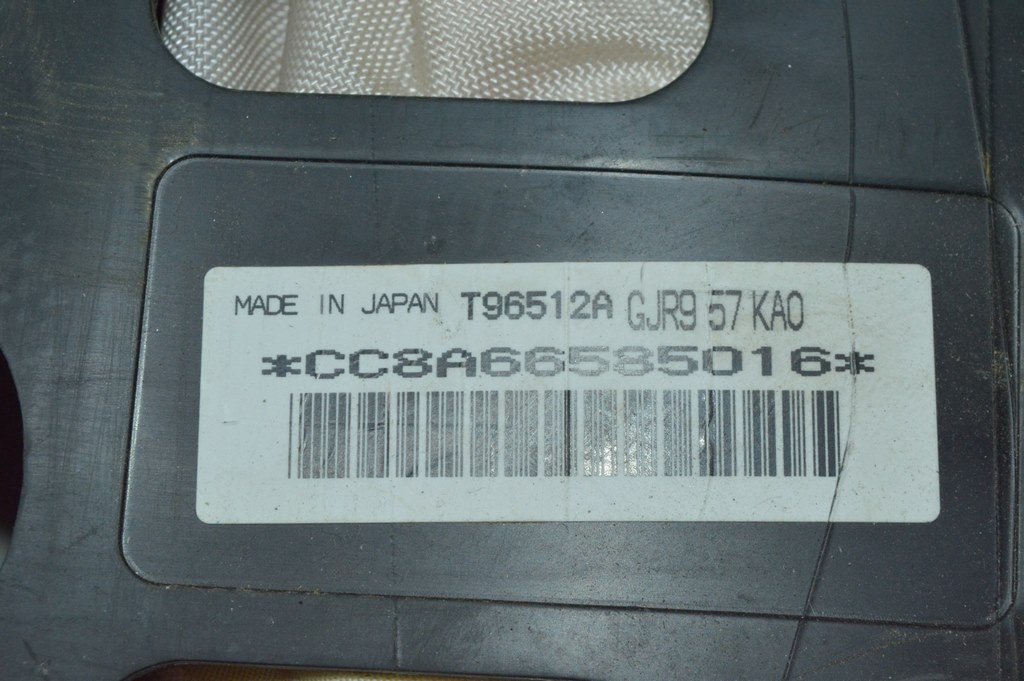 MADE IN JAPAN T96512A GJR9 57 KA0
*CC8A66585016*